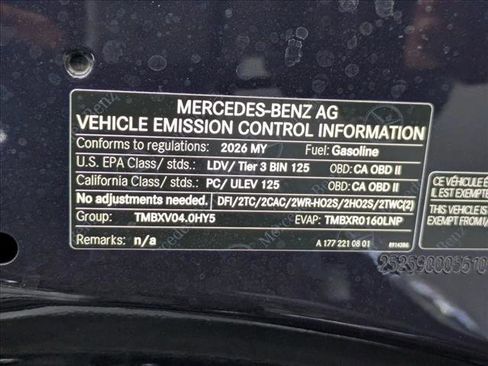 MERCEDES-BENZ AG
VEHICLE EMISSION CONTROL INFORMATION
Conforms to regulations: 2026 MY Fuel: Gasoline
U.S. EPA Class/ stds.: LDV/ Tier 3 BIN 125 OBD: CA OBD II
California Class/ stds.: PC/ ULEV 125 OBD: CA OBD II
No adjustments needed. DFI/2TC/2CAC/2WR-HO2S/2HO2S/2TWC(2)
Group: TMBXV04.0HY5 EVAP: TMBXR0160LNP
Remarks: n/a A 177 221 08 01
CE VÉHICULE
IL EST EXEMPT
THIS VEHICLE IS
EXEMPT FROM